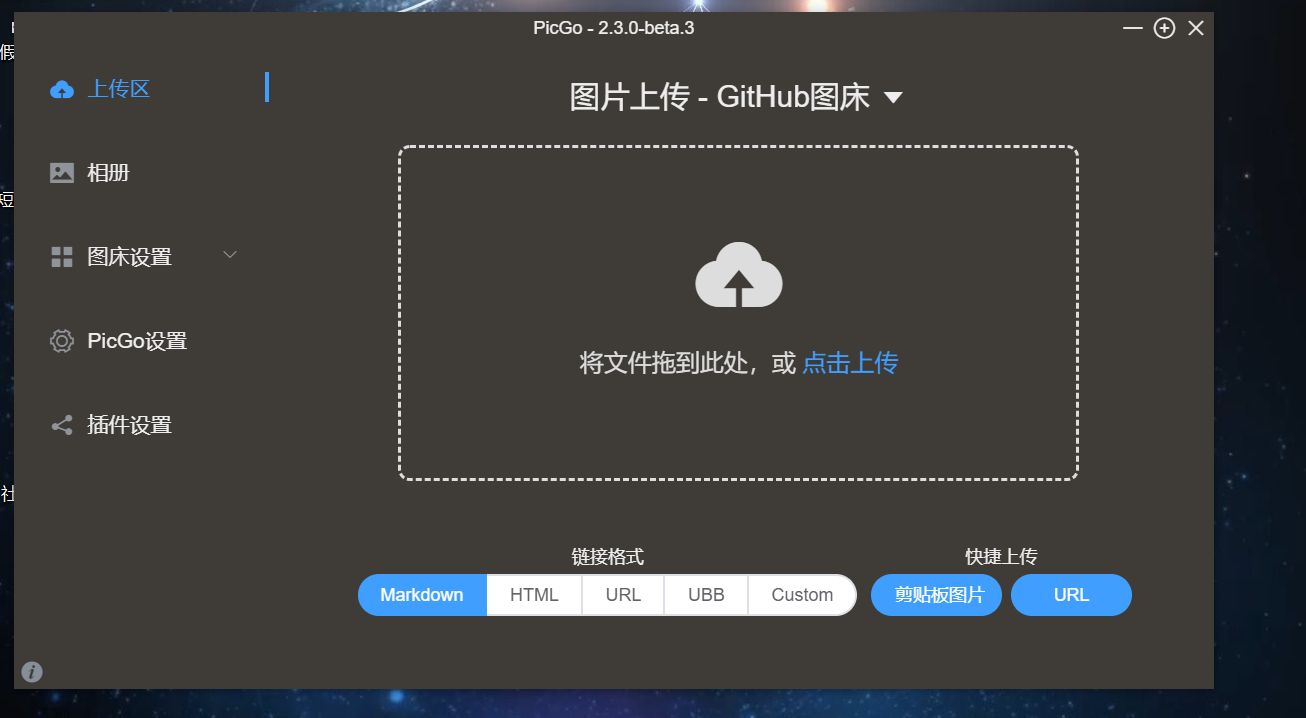 PicGo - 2.3.0-beta.3
假
上传区
图片上传 - GitHub图床
相册
短
图床设置
PicGo设置
将文件拖到此处，或 点击上传
插件设置
社
链接格式
快捷上传
Markdown HTML URL UBB Custom 剪贴板图片 URL